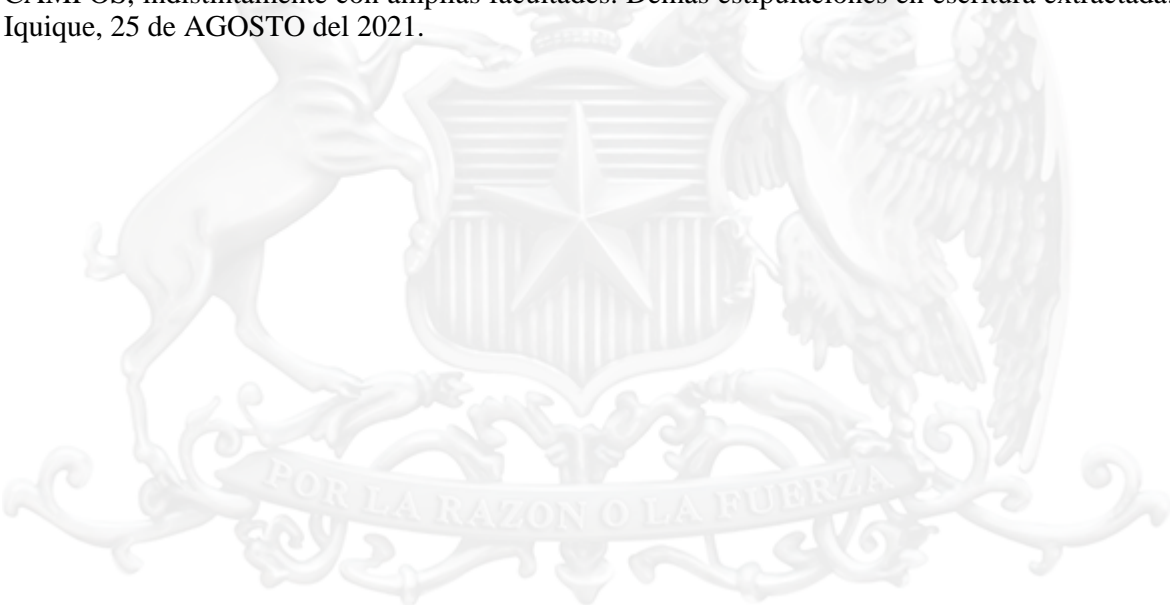 CAMPOS, indistintamente con amplias facultades. Demás estipulaciones en escritura extractada.
Iquique, 25 de AGOSTO del 2021.
POR LA RAZON O LA FUERZA